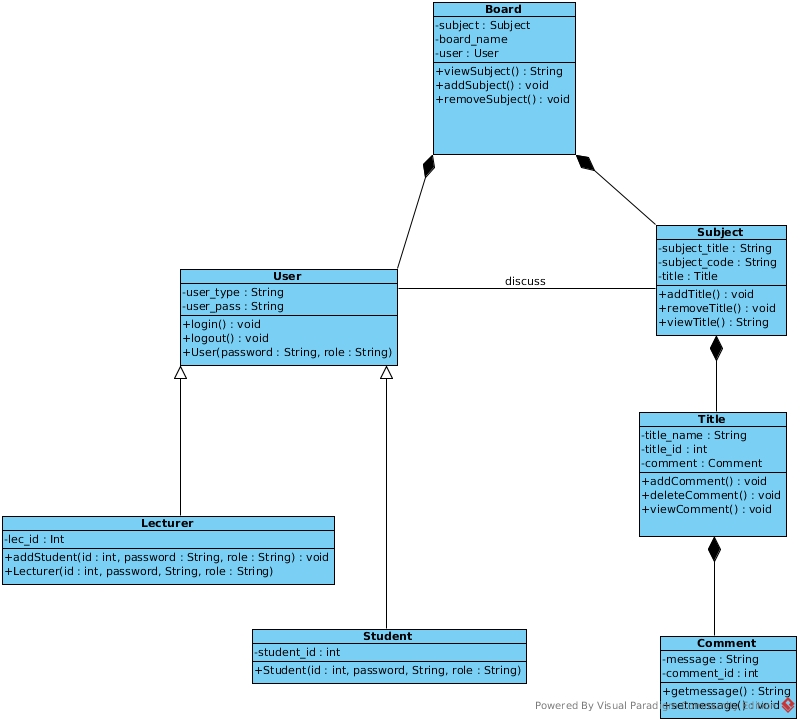 Board
-subject : Subject
-board_name
-user : User
+viewSubject() : String
+addSubject() : void
+removeSubject() : void
Subject
-subject_title : String
-subject_code : String
-title : Title
+addTitle() : void
+removeTitle() : void
+viewTitle() : String
User
-user_type : String
-user_pass : String
+login() : void
+logout() : void
+User(password : String, role : String)
discuss
Title
-title_name : String
-title_id : int
-comment : Comment
+addComment() : void
+deleteComment() : void
+viewComment() : void
Lecturer
-lec_id : Int
+addStudent(id : int, password : String, role : String) : void
+Lecturer(id : int, password, String, role : String)
Student
-student_id : int
+Student(id : int, password, String, role : String)
Comment
-message : String
-comment_id : int
+getmessage() : String
+setmessage() : void
Powered By Visual Paradigm Community Edition